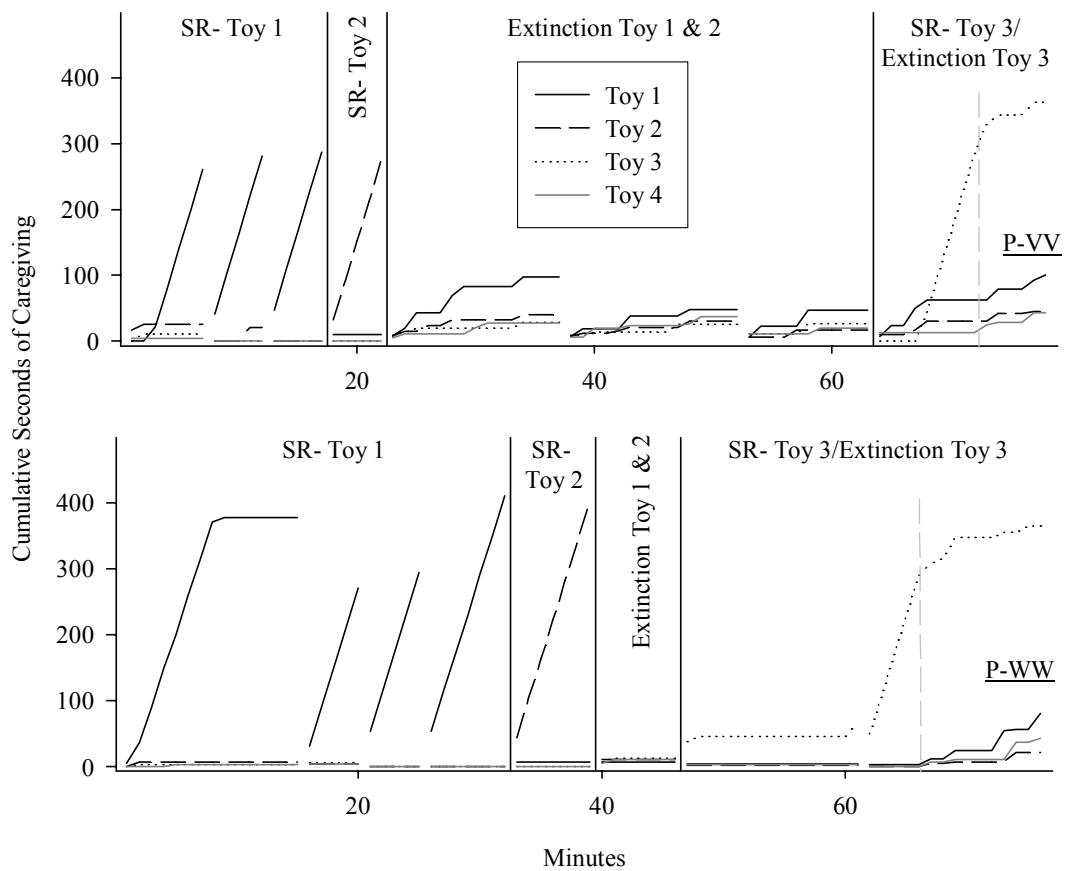 SR- Toy 1
SR- Toy 2
Extinction Toy 1 & 2
SR- Toy 3/
Extinction Toy 3
400
300
200
100
0
Toy 1
Toy 2
Toy 3
Toy 4
P-VV
20
40
60
Cumulative Seconds of Caregiving
SR- Toy 1
SR-
Toy 2
Extinction Toy 1 & 2
SR- Toy 3/Extinction Toy 3
400
300
200
100
0
P-WW
20
40
60
Minutes